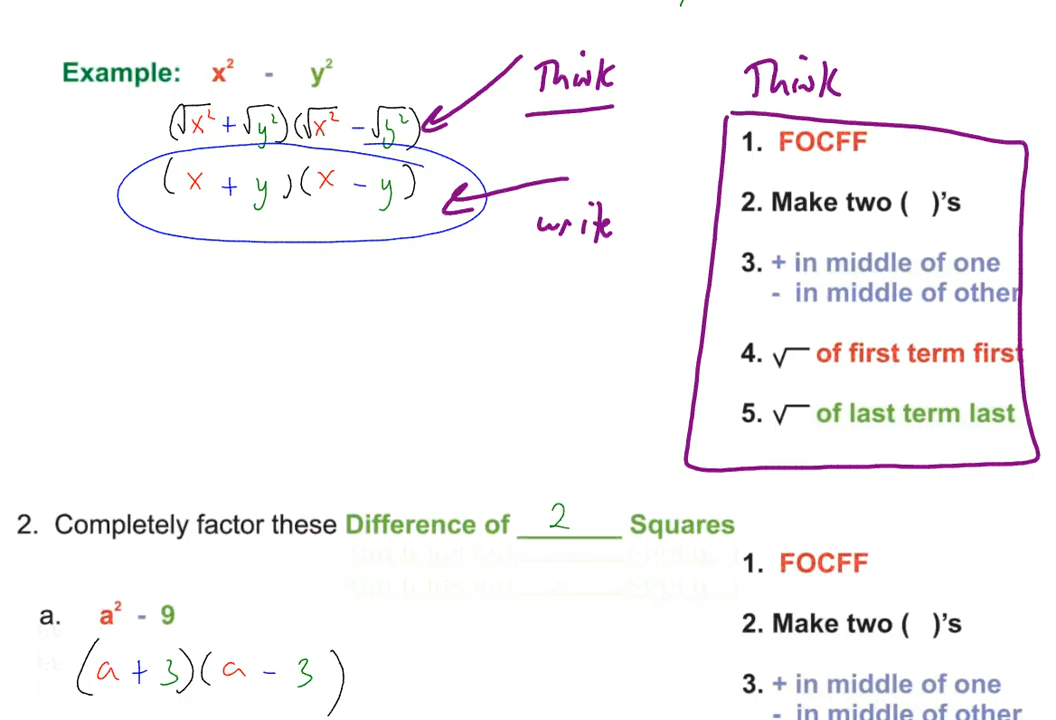 Example: x² - y²
Think
Think
(√x² + √y²)(√x² - √y²)
(x + y)(x - y)
write
1. FOCFF
2. Make two ( )'s
3. + in middle of one
- in middle of other
4. √ of first term first
5. √ of last term last
2. Completely factor these Difference of 2 Squares
a. a² - 9
(a + 3)(a - 3)
1. FOCFF
2. Make two ( )'s
3. + in middle of one
- in middle of other